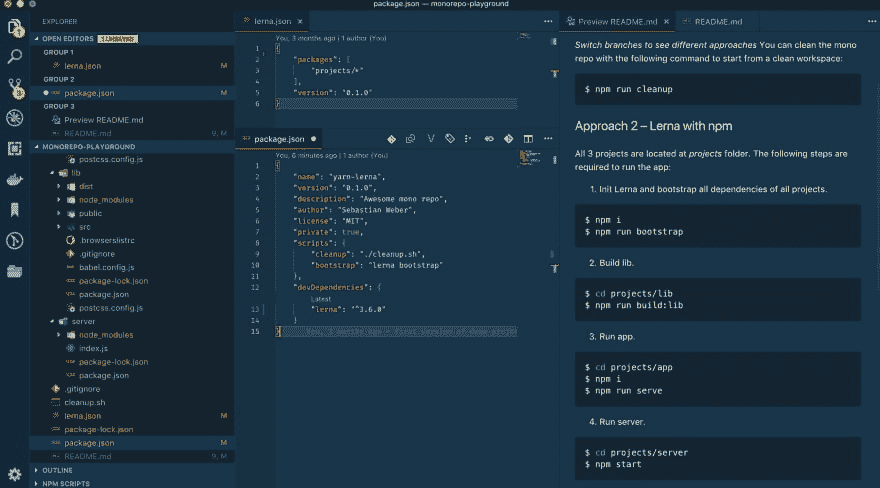 package.json — monorepo-playground
EXPLORER
OPEN EDITORS
GROUP 1
lerna.json M
GROUP 2
package.json 9, M
GROUP 3
Preview README.md
README.md 9, M
MONOREPO-PLAYGROUND
postcss.config.js
lib
dist
node_modules
public
src
.browserslistrc
.gitignore
babel.config.js
package-lock.json
package.json
postcss.config.js
server
node_modules
index.js
package-lock.json
package.json
.gitignore
cleanup.sh
lerna.json M
package-lock.json
package.json M
README.md 9, M
OUTLINE
NPM SCRIPTS
lerna.json
You, 3 months ago | 1 author (You)
1 {
2 "packages": [
3 "projects/*"
4 ],
5 "version": "0.1.0"
6 }
package.json
You, 6 minutes ago | 1 author (You)
1 {
2 "name": "yarn-lerna",
3 "version": "0.1.0",
4 "description": "Awesome mono repo",
5 "author": "Sebastian Weber",
6 "license": "MIT",
7 "private": true,
8 "scripts": {
9 "cleanup": "./cleanup.sh",
10 "bootstrap": "lerna bootstrap"
11 },
12 "devDependencies": {
Latest
13 "lerna": "^3.6.0"
14 }
15 }
Preview README.md
README.md
Switch branches to see different approaches You can clean the mono
repo with the following command to start from a clean workspace:
$ npm run cleanup
Approach 2 – Lerna with npm
All 3 projects are located at projects folder. The following steps are
required to run the app:
1. Init Lerna and bootstrap all dependencies of all projects.
$ npm i
$ npm run bootstrap
2. Build lib.
$ cd projects/lib
$ npm run build:lib
3. Run app.
$ cd projects/app
$ npm i
$ npm run serve
4. Run server.
$ cd projects/server
$ npm start